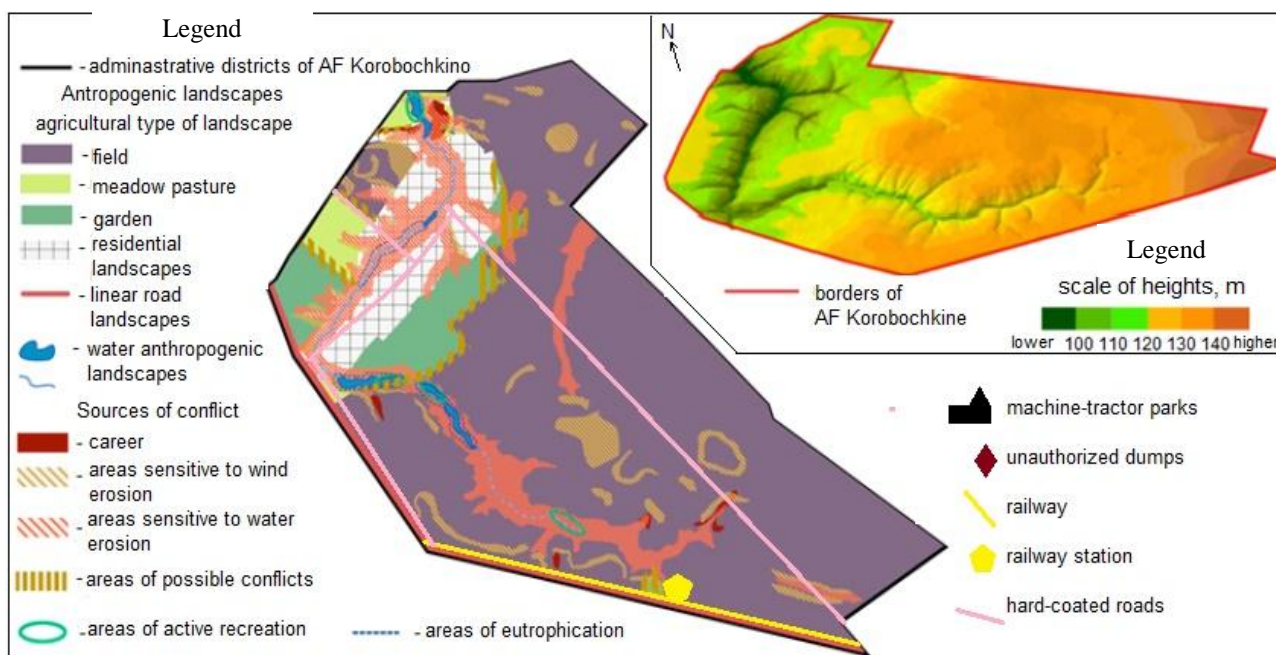 Legend
- adminastrative districts of AF Korobochkino
Antropogenic landscapes
agricultural type of landscape
- field
- meadow pasture
- garden
- residential
landscapes
- linear road
landscapes
- water anthropogenic
landscapes
Sources of conflict
- career
- areas sensitive to wind
erosion
- areas sensitive to water
erosion
- areas of possible conflicts
- areas of active recreation
- areas of eutrophication
N
Legend
borders of
AF Korobochkine
scale of heights, m
lower 100 110 120 130 140 higher
machine-tractor parks
unauthorized dumps
railway
railway station
hard-coated roads